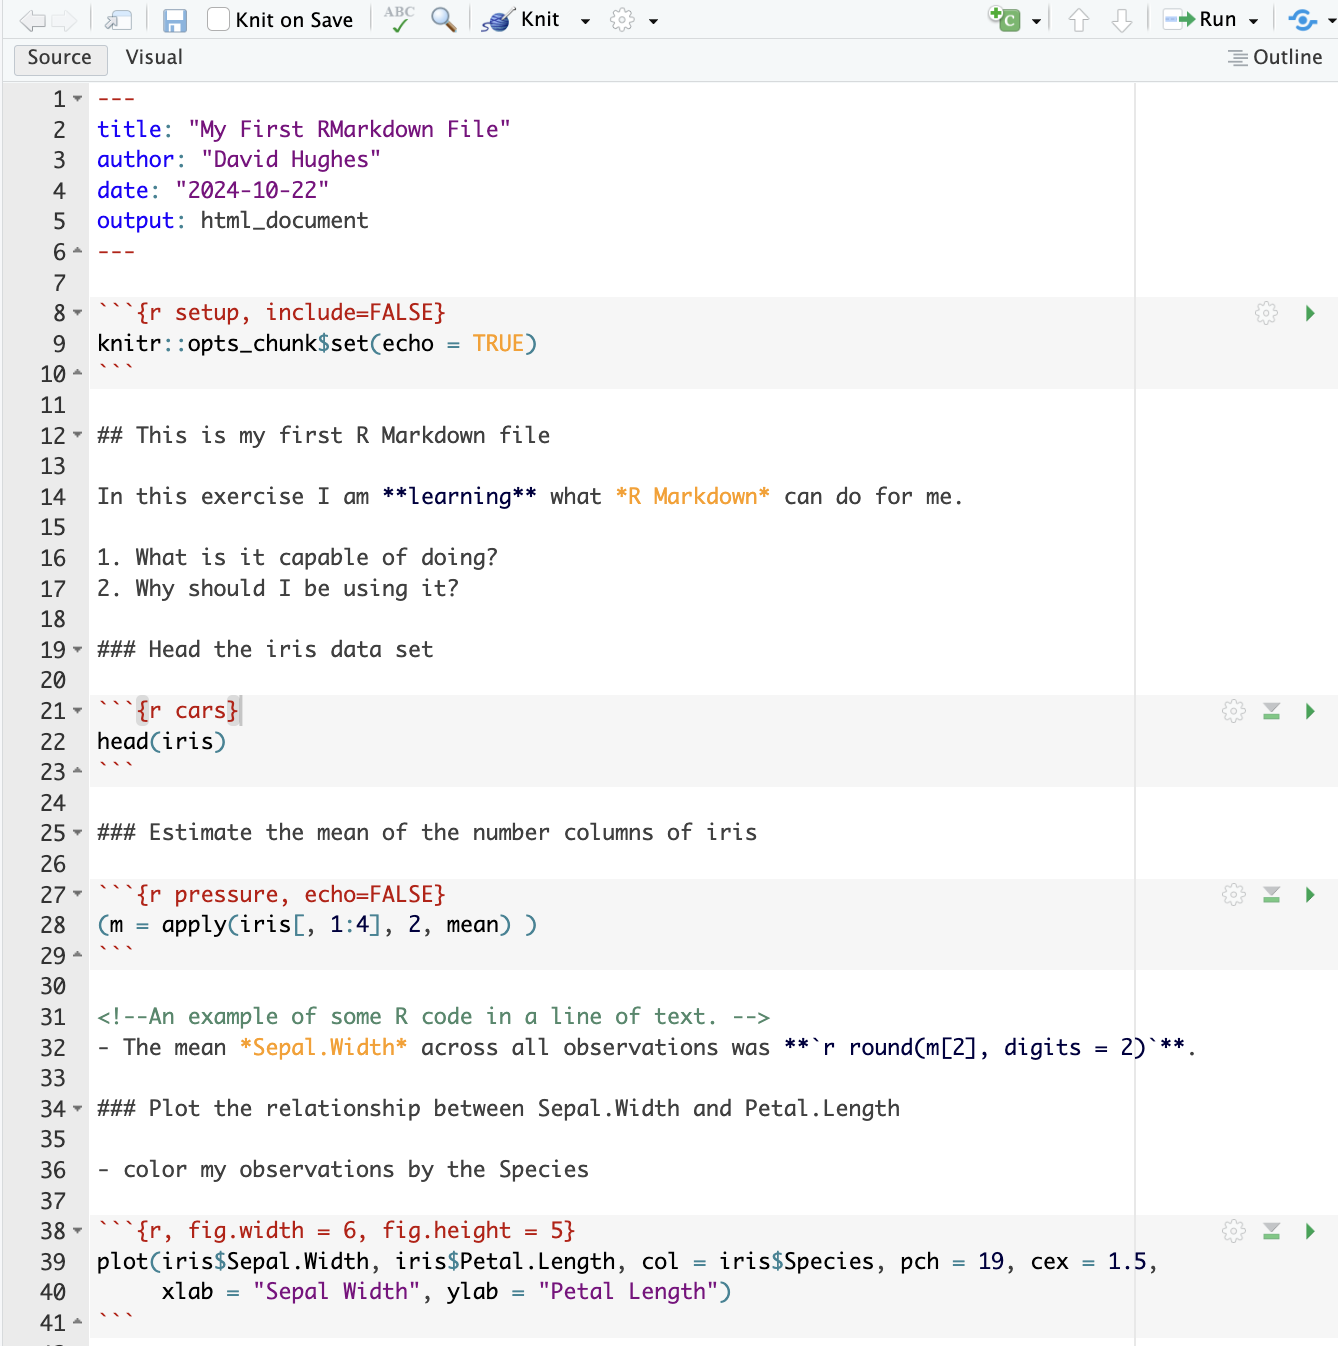 Knit on Save ABC Knit C Run
Source Visual Outline
1 ---
2 title: "My First RMarkdown File"
3 author: "David Hughes"
4 date: "2024-10-22"
5 output: html_document
6 ---
7
8 ```{r setup, include=FALSE}
9 knitr::opts_chunk$set(echo = TRUE)
10 ```
11
12 ## This is my first R Markdown file
13
14 In this exercise I am **learning** what *R Markdown* can do for me.
15
16 1. What is it capable of doing?
17 2. Why should I be using it?
18
19 ### Head the iris data set
20
21 ```{r cars}
22 head(iris)
23 ```
24
25 ### Estimate the mean of the number columns of iris
26
27 ```{r pressure, echo=FALSE}
28 (m = apply(iris[, 1:4], 2, mean) )
29 ```
30
31 <!--An example of some R code in a line of text. -->
32 - The mean *Sepal.Width* across all observations was **`r round(m[2], digits = 2)`**.
33
34 ### Plot the relationship between Sepal.Width and Petal.Length
35
36 - color my observations by the Species
37
38 ```{r, fig.width = 6, fig.height = 5}
39 plot(iris$Sepal.Width, iris$Petal.Length, col = iris$Species, pch = 19, cex = 1.5,
40      xlab = "Sepal Width", ylab = "Petal Length")
41 ```